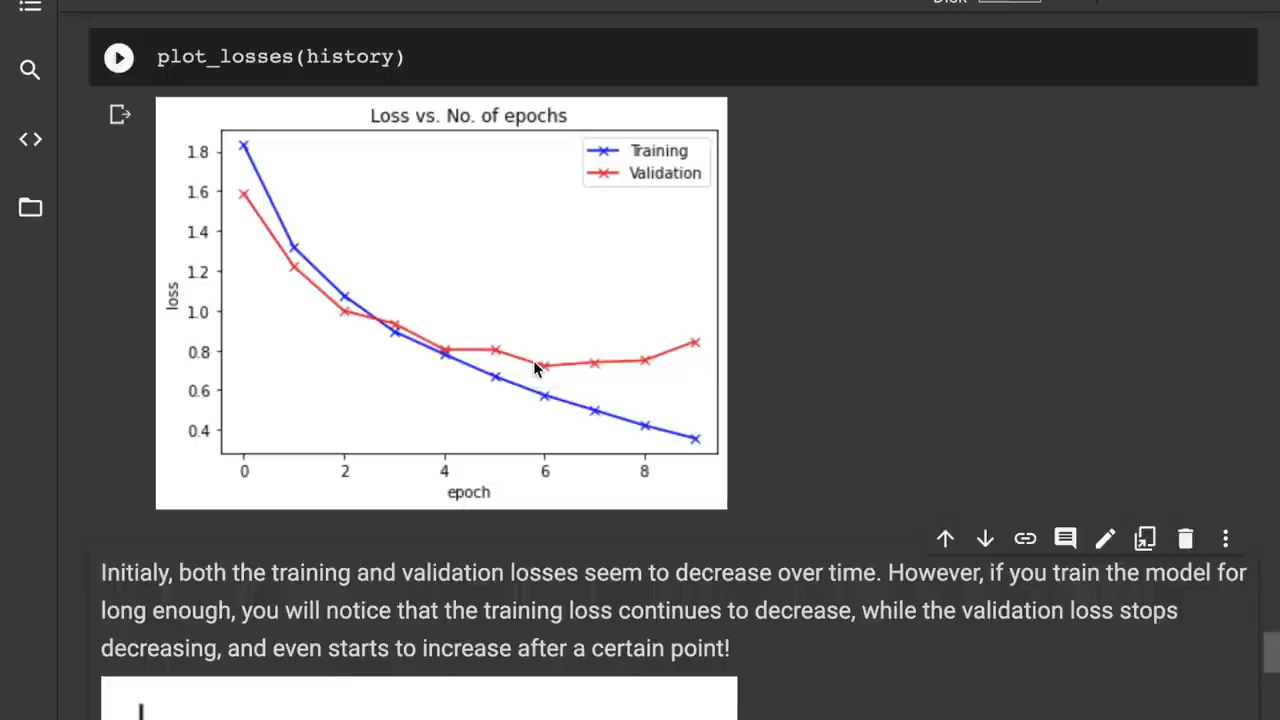 plot_losses(history)
Loss vs. No. of epochs
Training
Validation
1.8
1.6
1.4
1.2
1.0
0.8
0.6
0.4
loss
0 2 4 6 8
epoch
Initialy, both the training and validation losses seem to decrease over time. However, if you train the model for
long enough, you will notice that the training loss continues to decrease, while the validation loss stops
decreasing, and even starts to increase after a certain point!